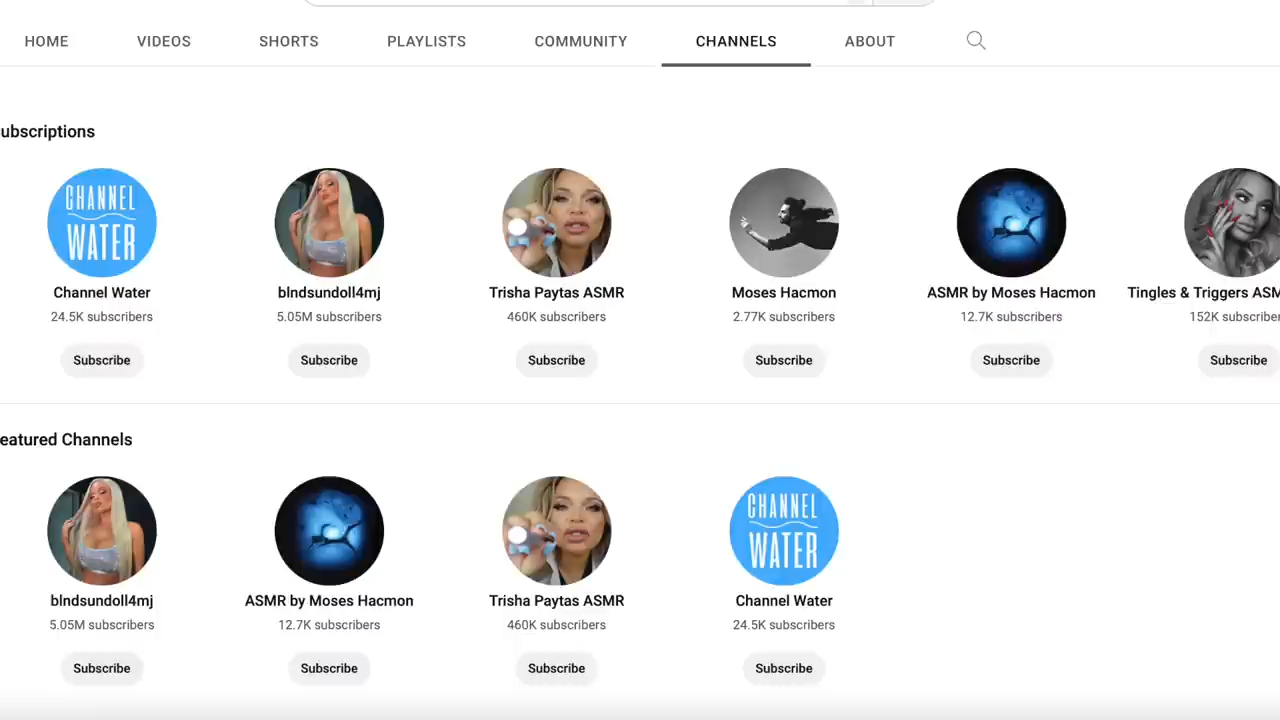 HOME VIDEOS SHORTS PLAYLISTS COMMUNITY CHANNELS ABOUT
ubscriptions
CHANNEL
WATER
Channel Water blndsundoll4mj Trisha Paytas ASMR Moses Hacmon ASMR by Moses Hacmon Tingles & Triggers ASM
24.5K subscribers 5.05M subscribers 460K subscribers 2.77K subscribers 12.7K subscribers 152K subscriber
Subscribe Subscribe Subscribe Subscribe Subscribe Subscribe
eatured Channels
CHANNEL
WATER
blndsundoll4mj ASMR by Moses Hacmon Trisha Paytas ASMR Channel Water
5.05M subscribers 12.7K subscribers 460K subscribers 24.5K subscribers
Subscribe Subscribe Subscribe Subscribe